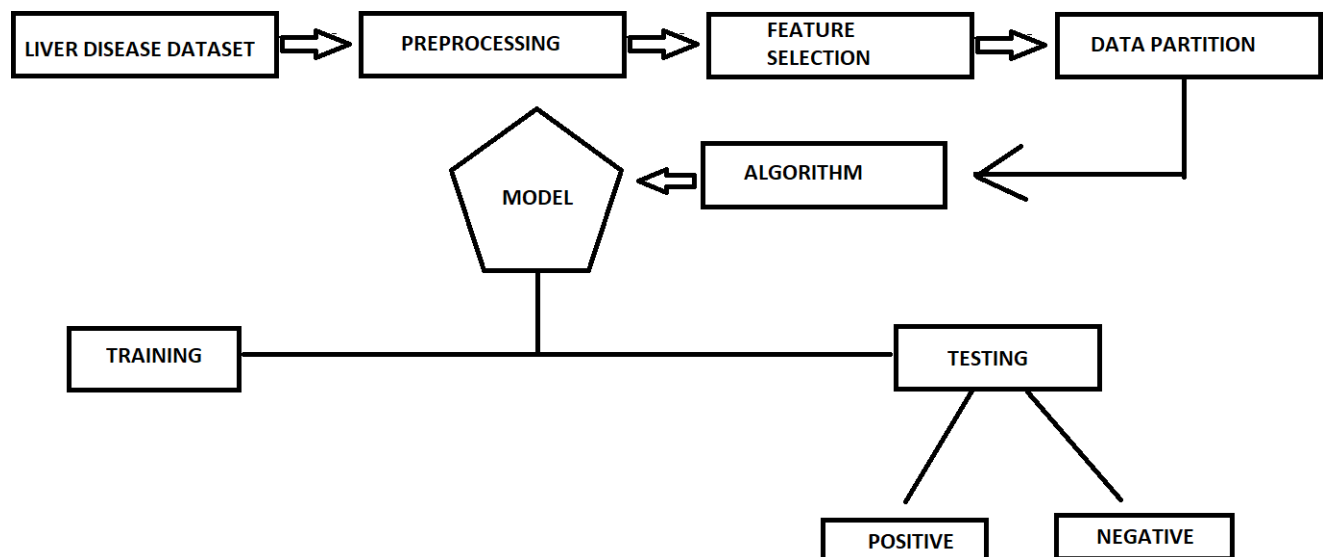 LIVER DISEASE DATASET
PREPROCESSING
FEATURE
SELECTION
DATA PARTITION
ALGORITHM
MODEL
TRAINING
TESTING
POSITIVE
NEGATIVE